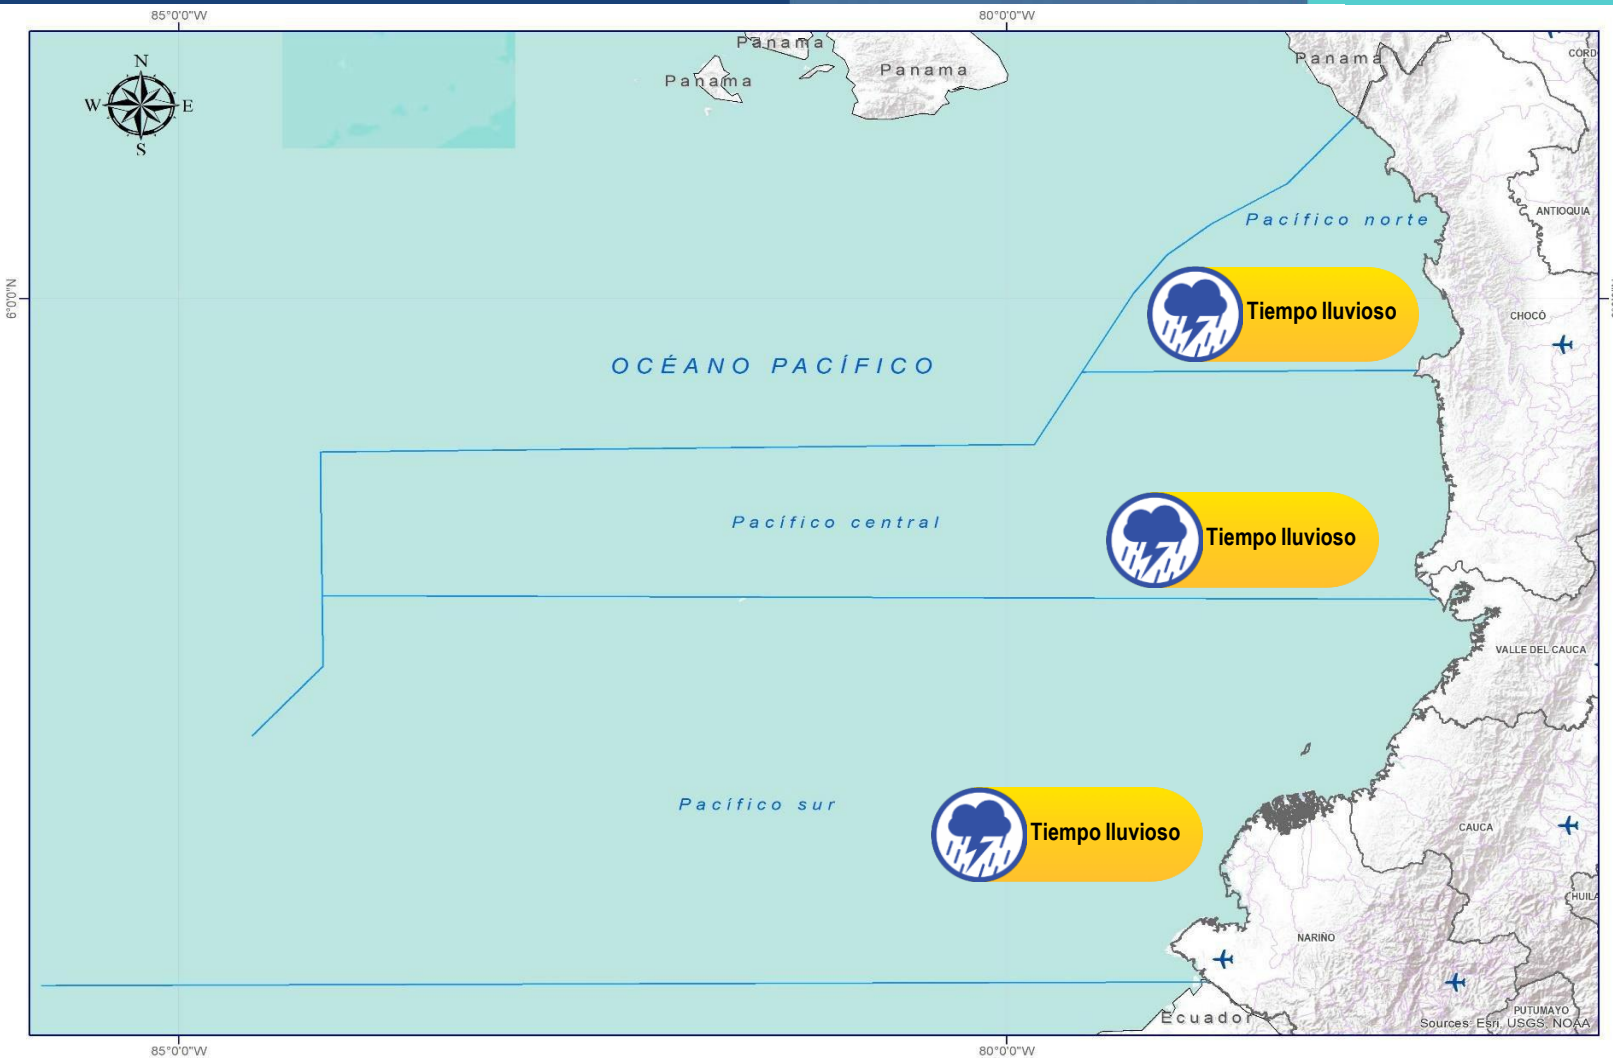 85°0'0"W
80°0'0"W
Panama
Panama
Panama
Panama
CÓRD
N
W
E
S
ANTIOQUIA
Pacífico norte
6°0'0"N
Tiempo lluvioso
CHOCÓ
OCÉANO PACÍFICO
Pacífico central
Tiempo lluvioso
VALLE DEL CAUCA
Pacífico sur
Tiempo lluvioso
CAUCA
HUILA
NARIÑO
PUTUMAYO
Ecuador
Sources: Esri, USGS, NOAA
85°0'0"W
80°0'0"W